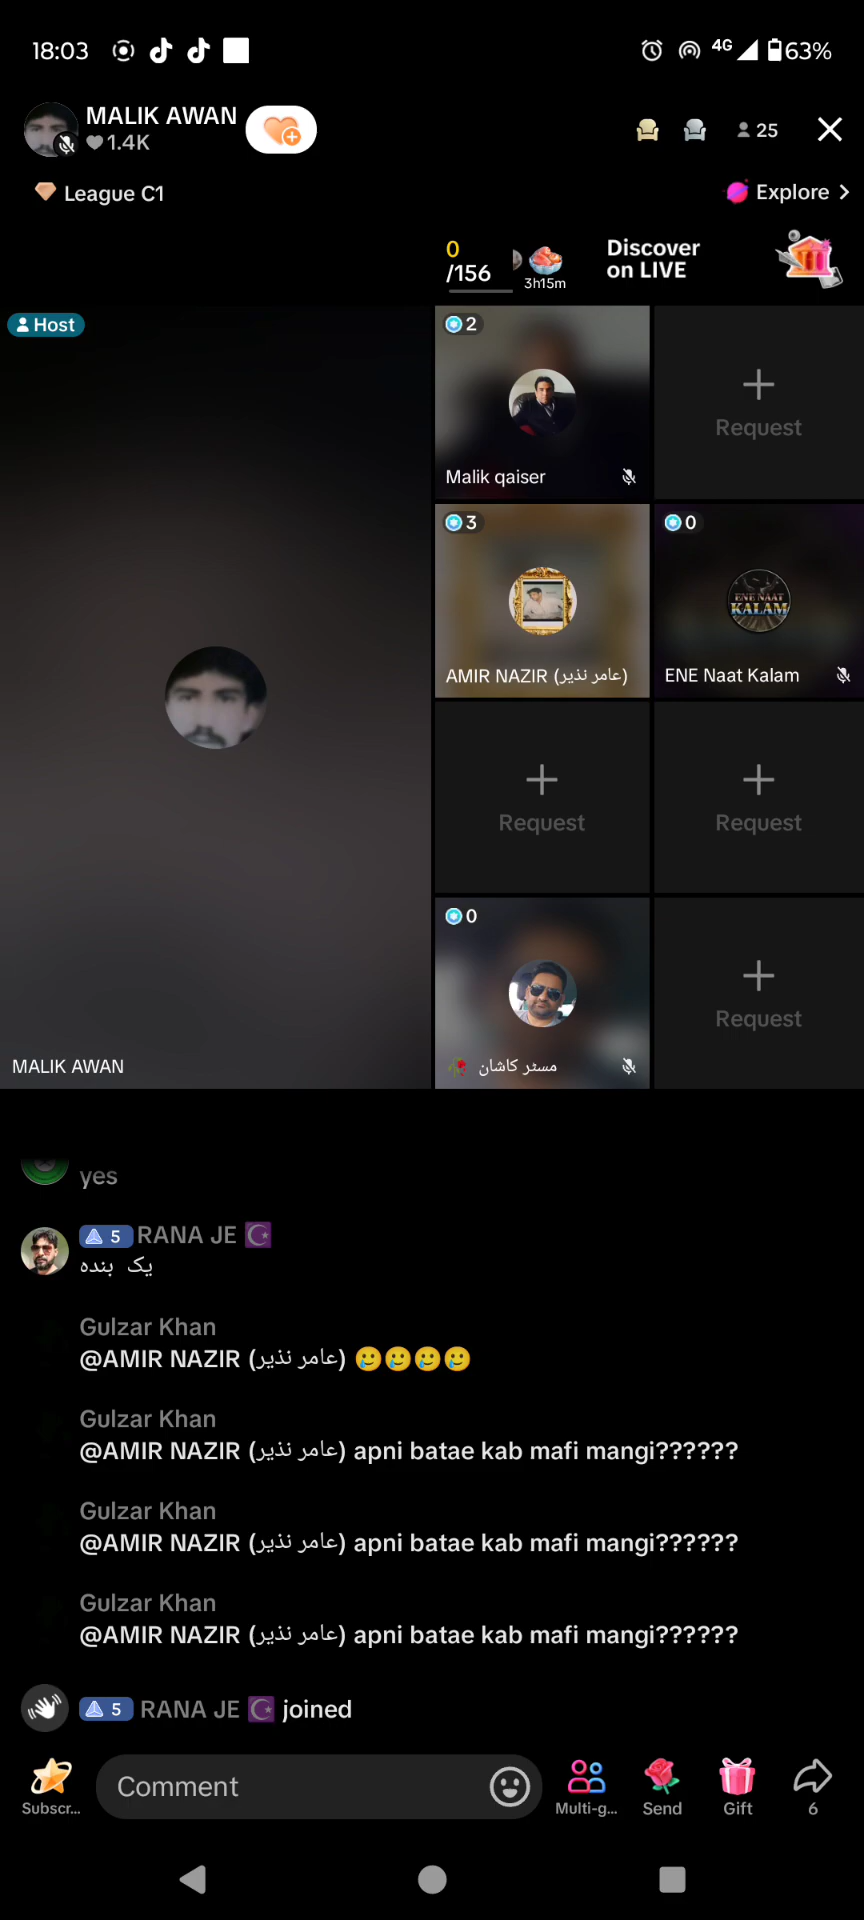 18:03
4G
63%
MALIK AWAN
1.4K
25
League C1
Explore
0
/156
3h15m
Discover
on LIVE
Host
2
Malik qaiser
Request
3
AMIR NAZIR (عامر نذیر)
0
ENE NAAT
KALAM
ENE Naat Kalam
Request
Request
0
مسٹر کاشان
Request
MALIK AWAN
yes
5 RANA JE
یک بندہ
Gulzar Khan
@AMIR NAZIR (عامر نذیر) 🥲🥲🥲🥲
Gulzar Khan
@AMIR NAZIR (عامر نذیر) apni batae kab mafi mangi??????
Gulzar Khan
@AMIR NAZIR (عامر نذیر) apni batae kab mafi mangi??????
Gulzar Khan
@AMIR NAZIR (عامر نذیر) apni batae kab mafi mangi??????
5 RANA JE ☪ joined
Comment
Subscr...
Multi-g...
Send
Gift
6